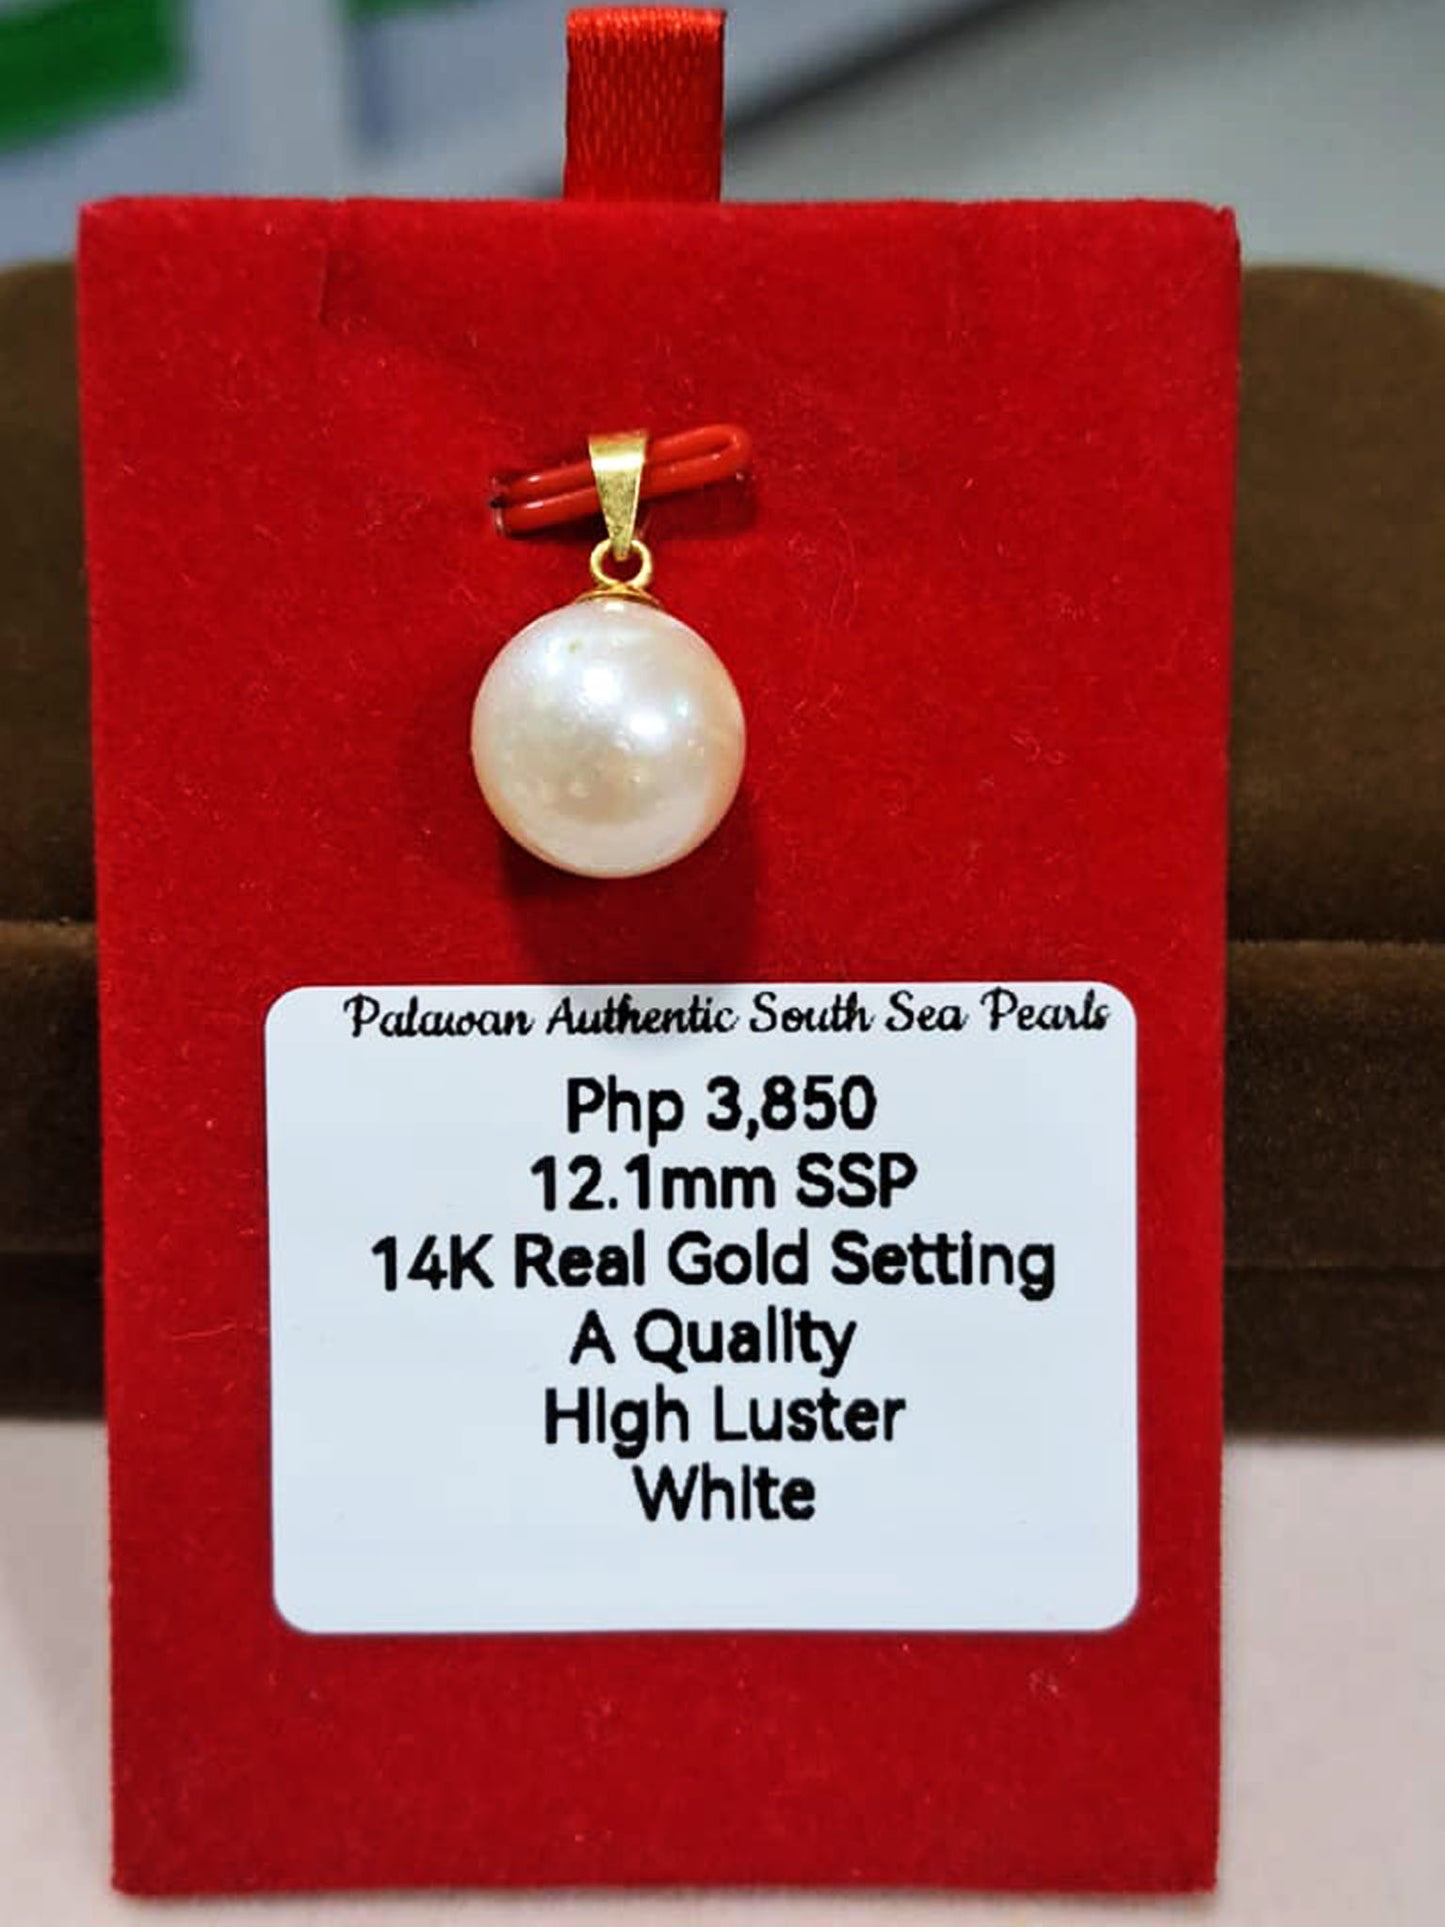 Palawan Authentic South Sea Pearls
Php 3,850
12.1mm SSP
14K Real Gold Setting
A Quality
High Luster
White